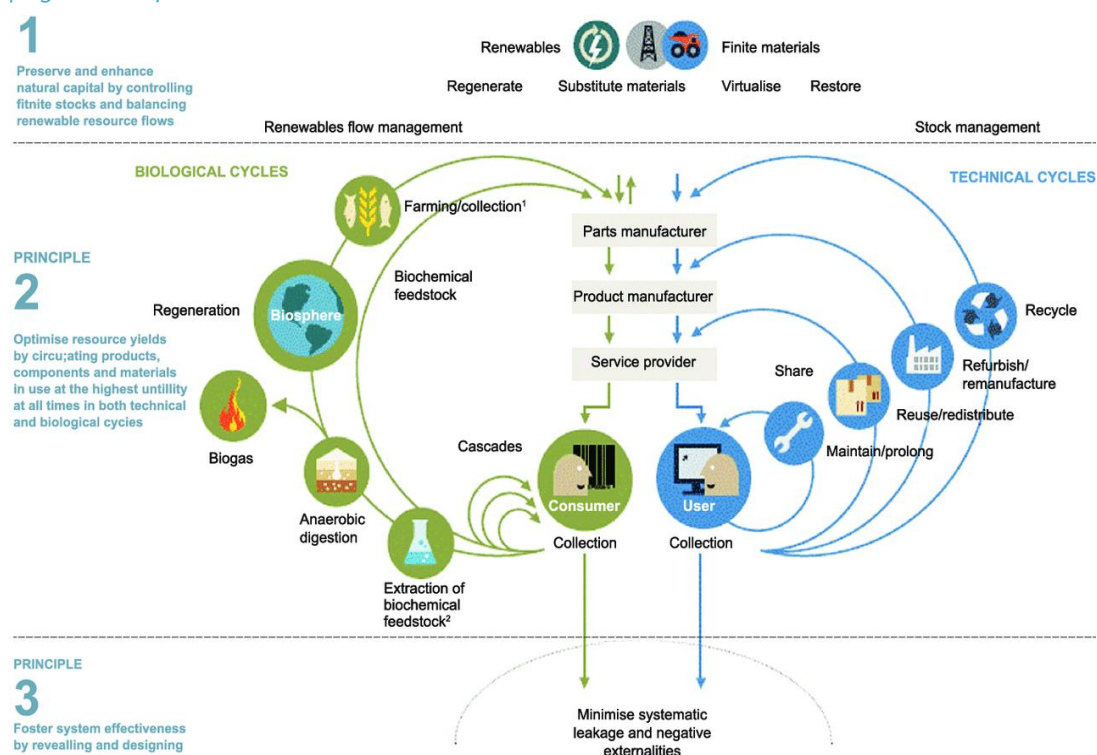 1
Preserve and enhance
natural capital by controlling
fitnite stocks and balancing
renewable resource flows
Renewables
Finite materials
Regenerate
Substitute materials
Virtualise
Restore
Renewables flow management
Stock management
BIOLOGICAL CYCLES
TECHNICAL CYCLES
Farming/collection¹
Parts manufacturer
PRINCIPLE
2
Optimise resource yields
by circu;ating products,
components and materials
in use at the highest untillity
at all times in both technical
and biological cycies
Biochemical
feedstock
Regeneration
Biosphere
Product manufacturer
Recycle
Service provider
Share
Refurbish/
remanufacture
Reuse/redistribute
Biogas
Cascades
Maintain/prolong
Consumer
User
Anaerobic
digestion
Collection
Collection
Extraction of
biochemical
feedstock²
PRINCIPLE
3
Foster system effectiveness
by revealling and designing
Minimise systematic
leakage and negative
externalities